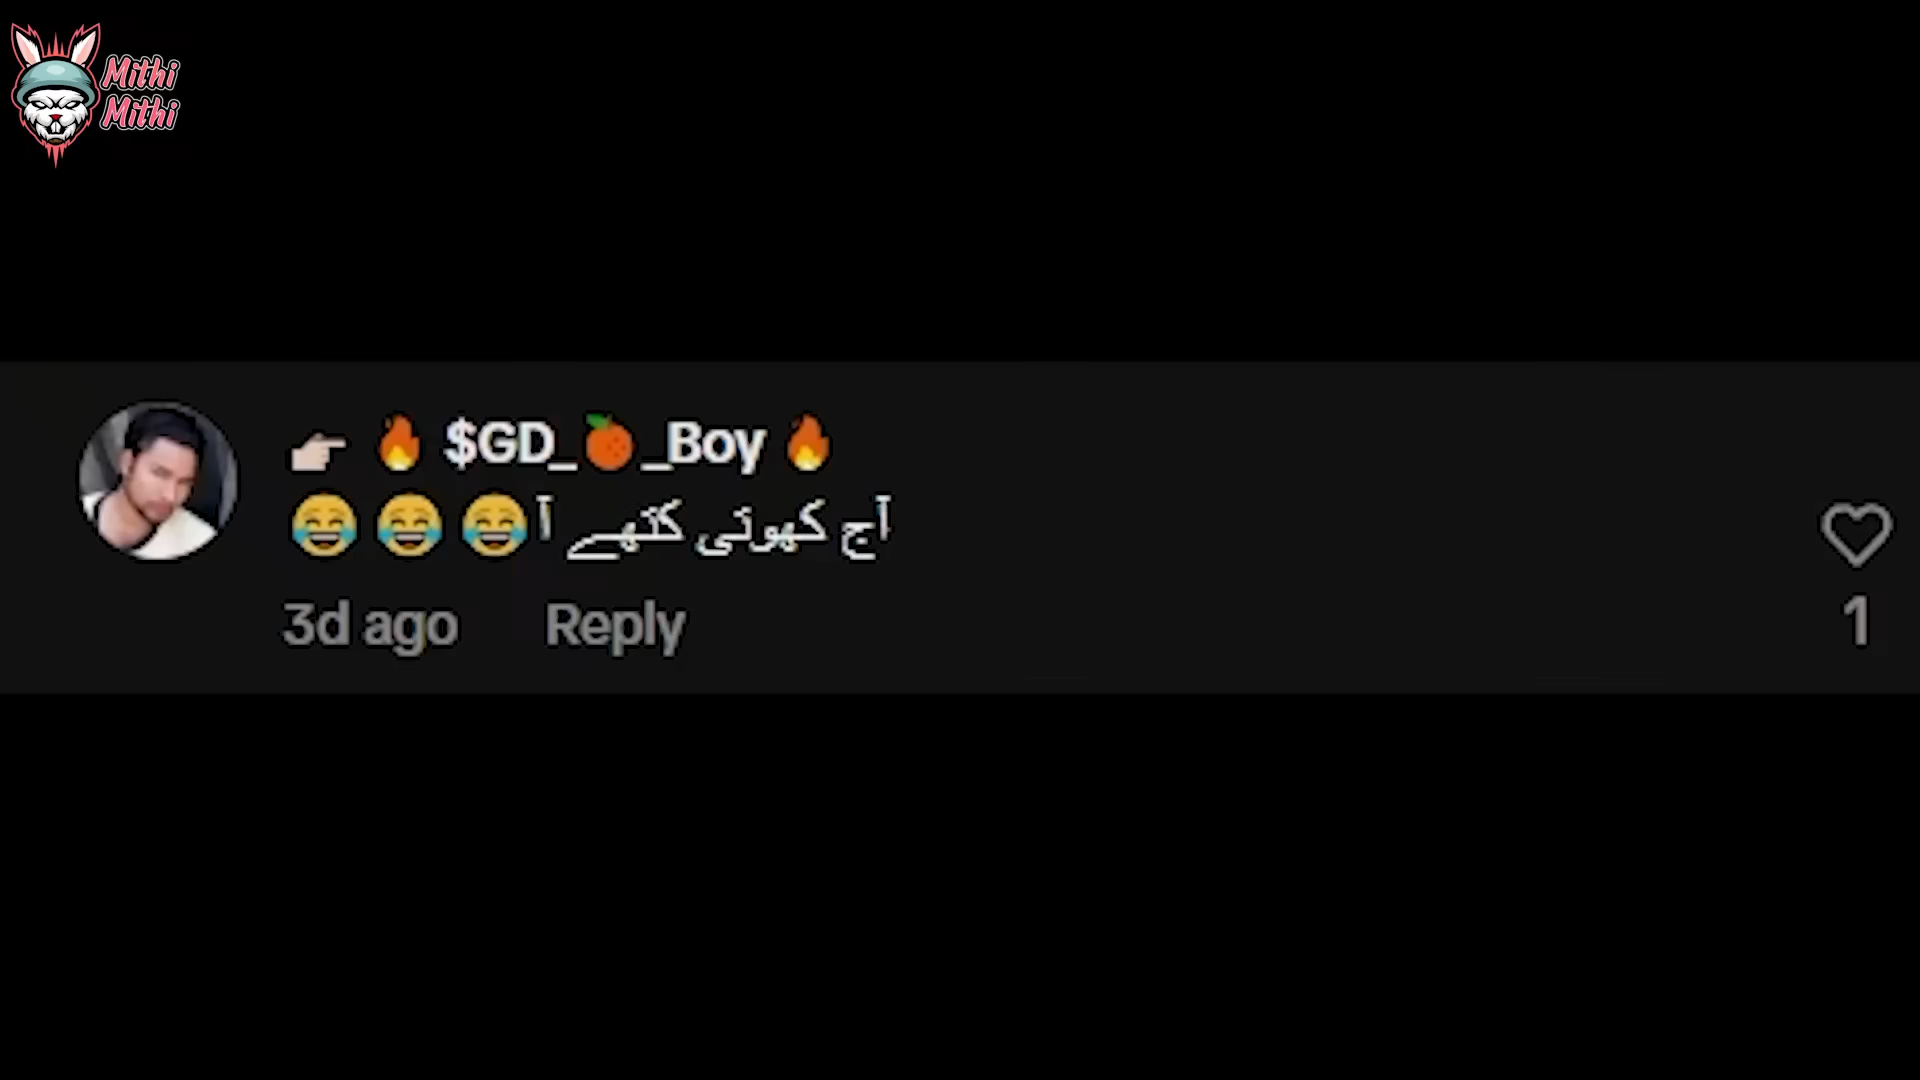 Mithi
Mithi
👉🏻 🔥 $GD_🍊_Boy 🔥
آج کھوتی کتھے أ😂 😂 😂
3d ago Reply
1